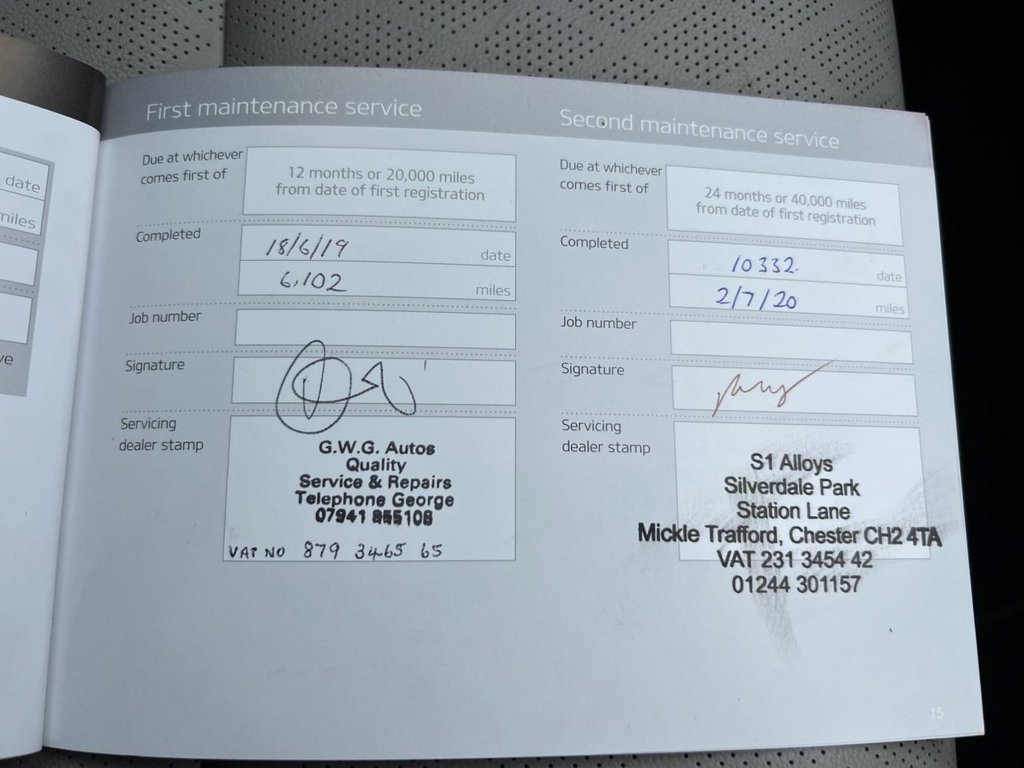 date
miles
ve
First maintenance service
Due at whichever
comes first of
12 months or 20,000 miles
from date of first registration
Completed
18/6/19
date
6,102
miles
Job number
Signature
Servicing
dealer stamp
G.W.G. Autos
Quality
Service & Repairs
Telephone George
07941 855108
VAT NO 879 3465 65
Second maintenance service
Due at whichever
comes first of
24 months or 40,000 miles
from date of first registration
Completed
10332.
date
2/7/20
miles
Job number
Signature
Servicing
dealer stamp
S1 Alloys
Silverdale Park
Station Lane
Mickle Trafford, Chester CH2 4TA
VAT 231 3454 42
01244 301157
15